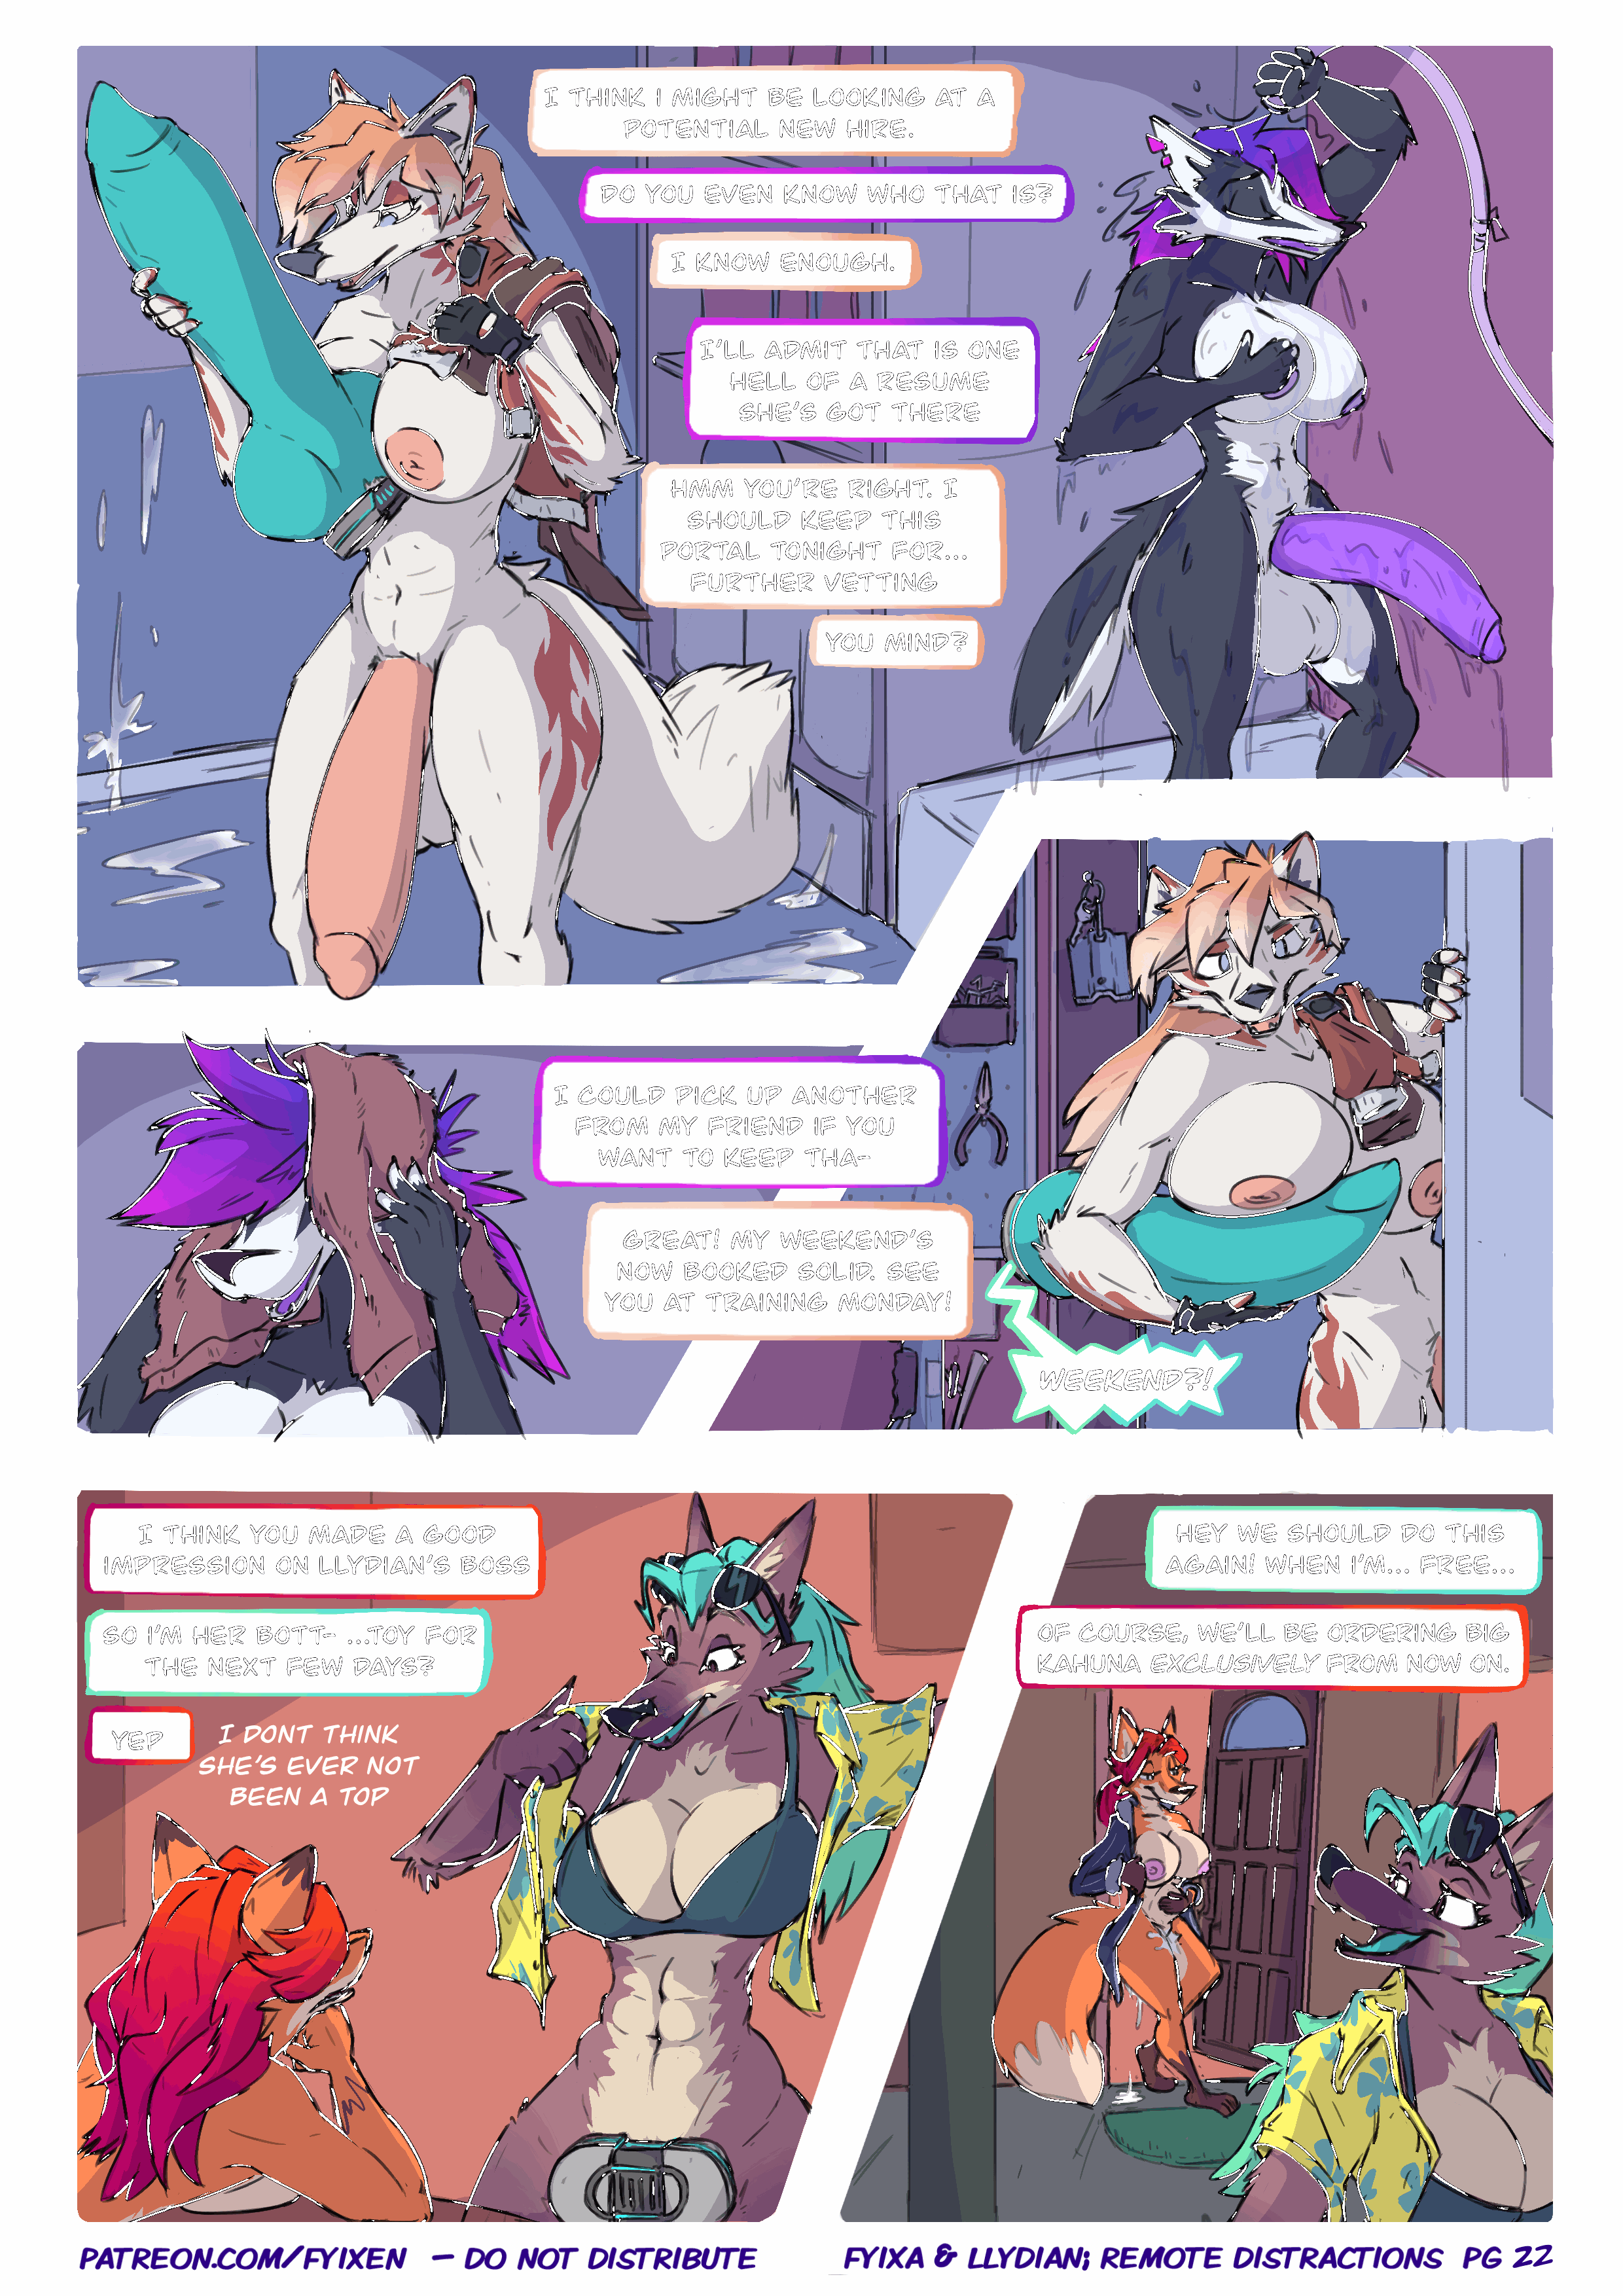 I THINK I MIGHT BE LOOKING AT A
POTENTIAL NEW HIRE.
DO YOU EVEN KNOW WHO THAT IS?
I KNOW ENOUGH.
I'LL ADMIT THAT IS ONE
HELL OF A RESUME
SHE'S GOT THERE
HMM YOU'RE RIGHT. I
SHOULD KEEP THIS
PORTAL TONIGHT FOR...
FURTHER VETTING
YOU MIND?
I COULD PICK UP ANOTHER
FROM MY FRIEND IF YOU
WANT TO KEEP THA-
GREAT! MY WEEKEND'S
NOW BOOKED SOLID. SEE
YOU AT TRAINING MONDAY!
WEEKEND?!
I THINK YOU MADE A GOOD
IMPRESSION ON LLYDIAN'S BOSS
SO I'M HER BOTT- ...TOY FOR
THE NEXT FEW DAYS?
YEP
I DONT THINK
SHE'S EVER NOT
BEEN A TOP
HEY WE SHOULD DO THIS
AGAIN! WHEN I'M... FREE...
OF COURSE, WE'LL BE ORDERING BIG
KAHUNA EXCLUSIVELY FROM NOW ON.
PATREON.COM/FYIXEN - DO NOT DISTRIBUTE
FYIXA & LLYDIAN; REMOTE DISTRACTIONS PG 22